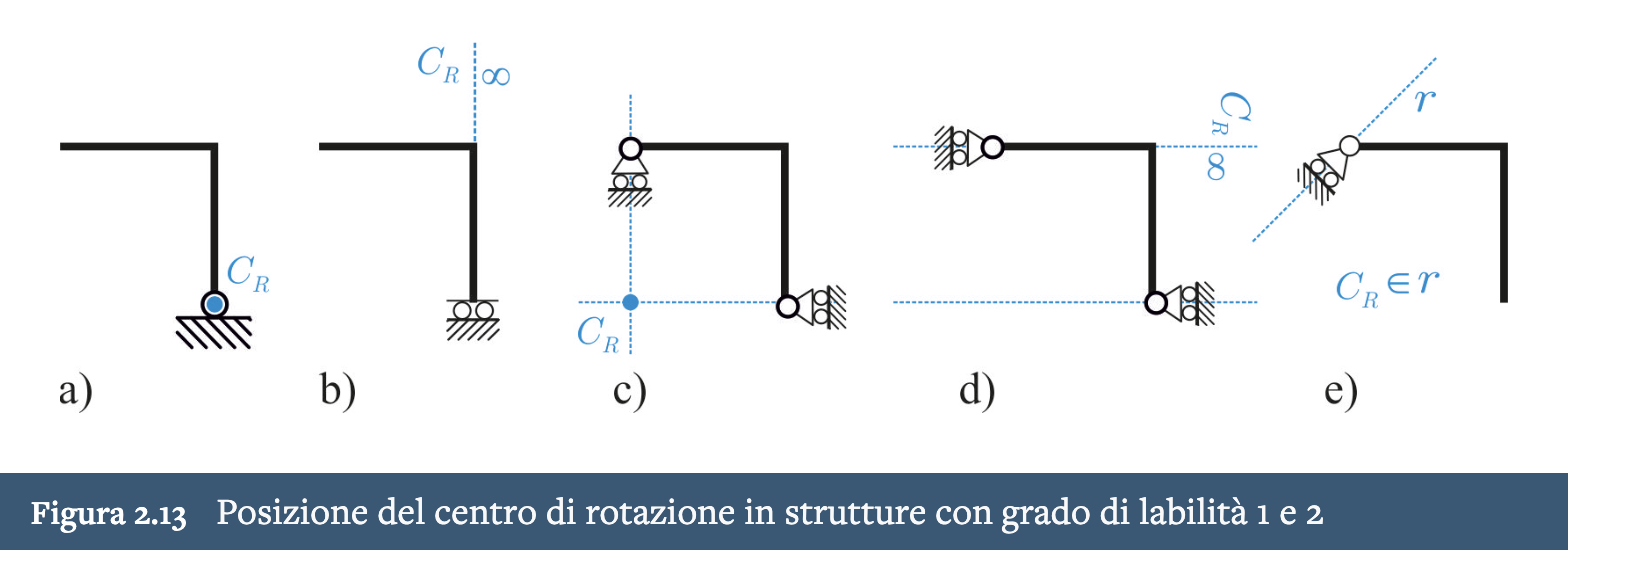 C_R ∞
C_R ∞
r
C_R
C_R
C_R ∈ r
a)
b)
c)
d)
e)
Figura 2.13 Posizione del centro di rotazione in strutture con grado di labilità 1 e 2